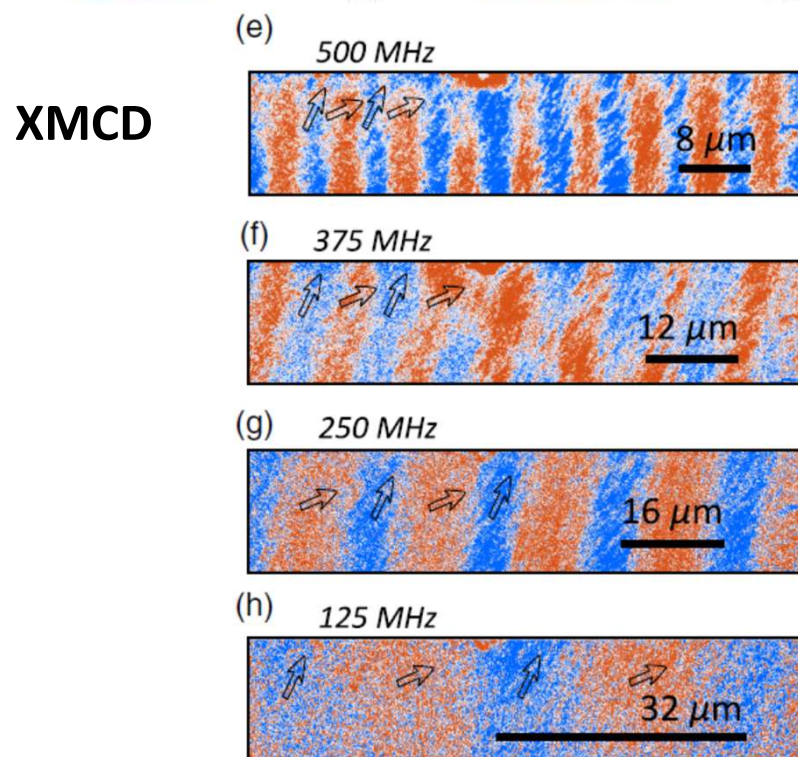 (e)
500 MHz
XMCD
8 μm
(f)
375 MHz
12 μm
(g)
250 MHz
16 μm
(h)
125 MHz
32 μm